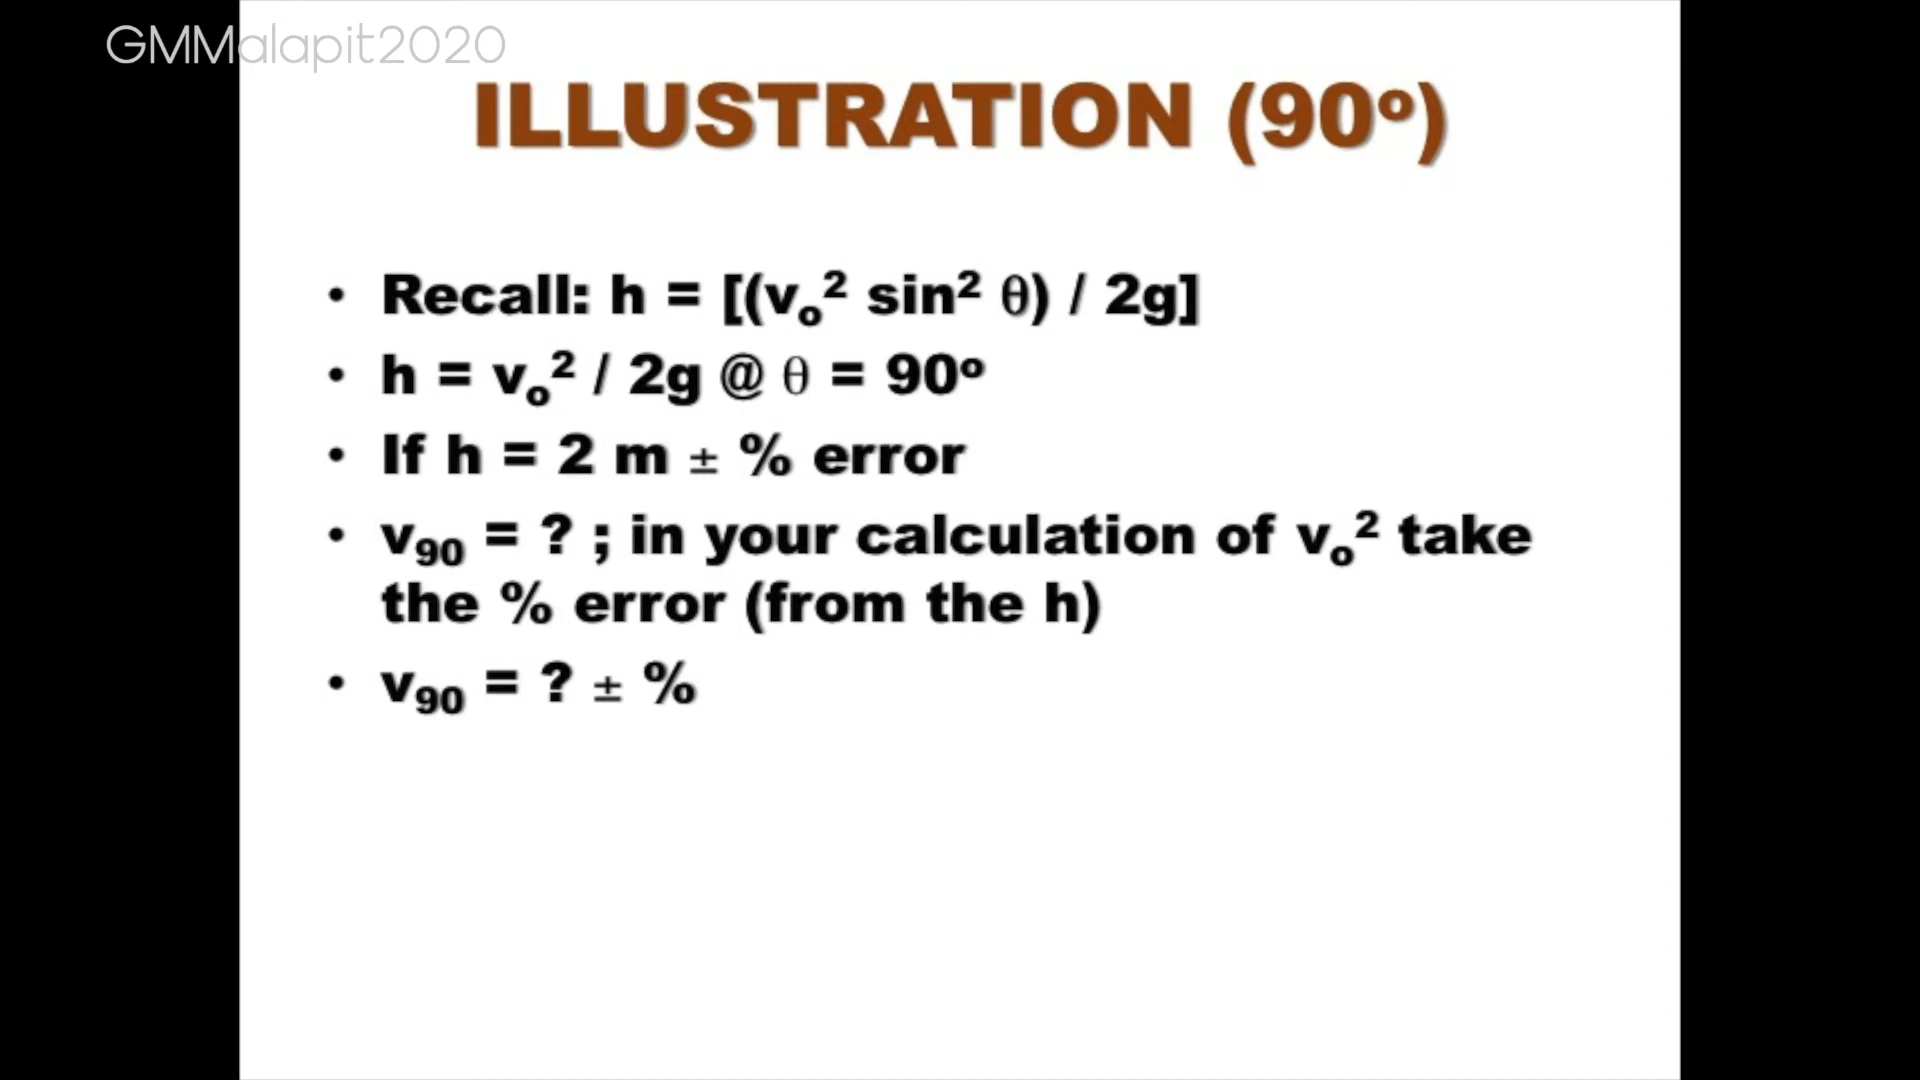 GMMalapit2020
ILLUSTRATION (90º)
• Recall: h = [(vₒ² sin² θ) / 2g]
• h = vₒ² / 2g @ θ = 90º
• If h = 2 m ± % error
• v₉₀ = ? ; in your calculation of vₒ² take
the % error (from the h)
• v₉₀ = ? ± %